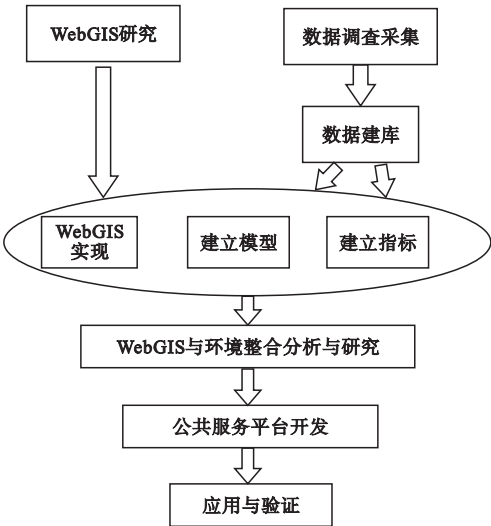 WebGIS研究
数据调查采集
数据建库
WebGIS
实现
建立模型
建立指标
WebGIS与环境整合分析与研究
公共服务平台开发
应用与验证